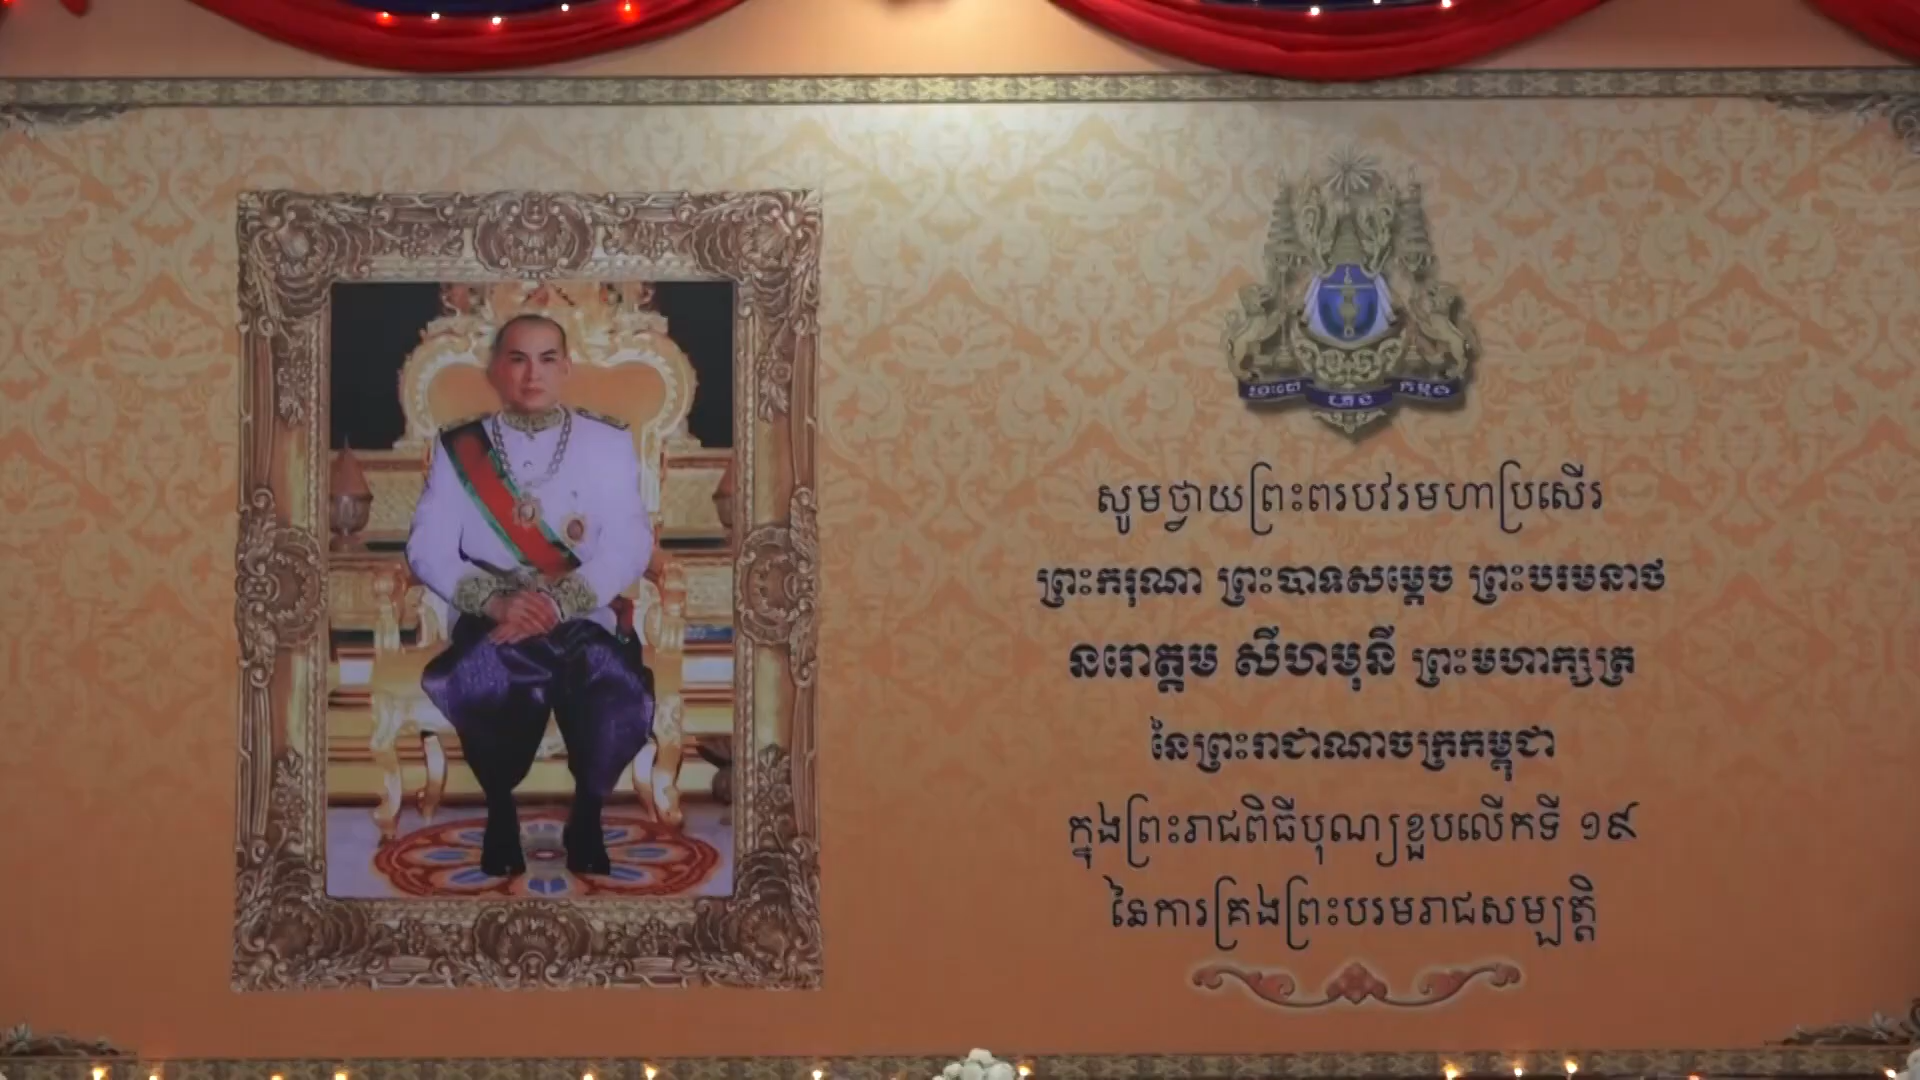 សូមថ្វាយព្រះពរបវរមហាប្រសើរ
ព្រះករុណា ព្រះបាទសម្តេច ព្រះបរមនាថ
នរោត្តម សីហមុនី ព្រះមហាក្សត្រ
នៃព្រះរាជាណាចក្រកម្ពុជា
ក្នុងព្រះរាជពិធីបុណ្យខួបលើកទី ១៩
នៃការគ្រងព្រះបរមរាជសម្បត្តិ